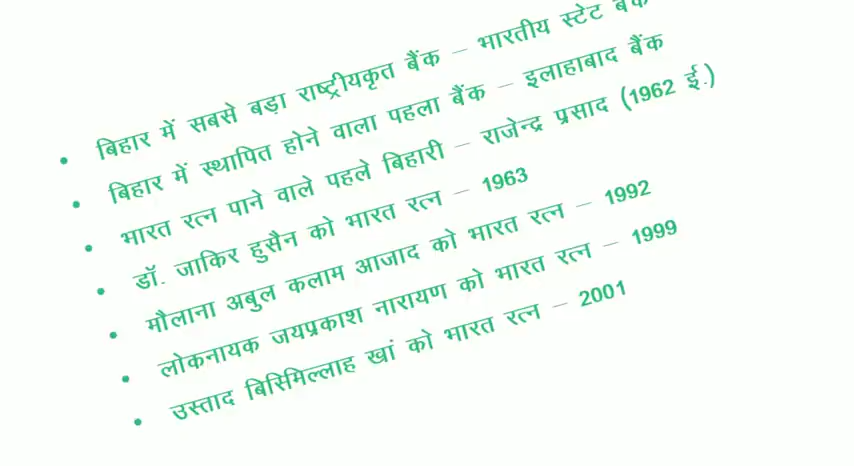 • बिहार में सबसे बड़ा राष्ट्रीयकृत बैंक – भारतीय स्टेट बैंक
• बिहार में स्थापित होने वाला पहला बैंक – इलाहाबाद बैंक
• भारत रत्न पाने वाले पहले बिहारी – राजेन्द्र प्रसाद (1962 ई.)
• डॉ. जाकिर हुसैन को भारत रत्न – 1963
• मौलाना अबुल कलाम आजाद को भारत रत्न – 1992
• लोकनायक जयप्रकाश नारायण को भारत रत्न – 1999
• उस्ताद बिसिमिल्लाह खां को भारत रत्न – 2001